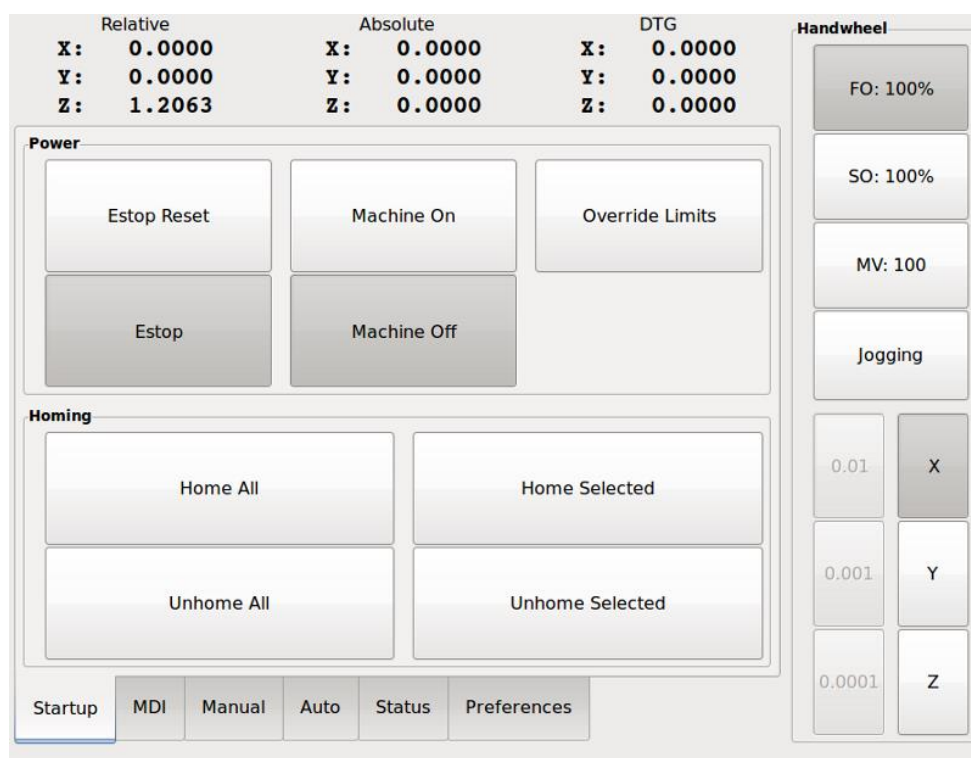 Relative Absolute DTG
X: 0.0000 X: 0.0000 X: 0.0000
Y: 0.0000 Y: 0.0000 Y: 0.0000
Z: 1.2063 Z: 0.0000 Z: 0.0000
Power
Estop Reset Machine On Override Limits
Estop Machine Off
Homing
Home All Home Selected
Unhome All Unhome Selected
Startup MDI Manual Auto Status Preferences
Handwheel
FO: 100%
SO: 100%
MV: 100
Jogging
0.01 X
0.001 Y
0.0001 Z